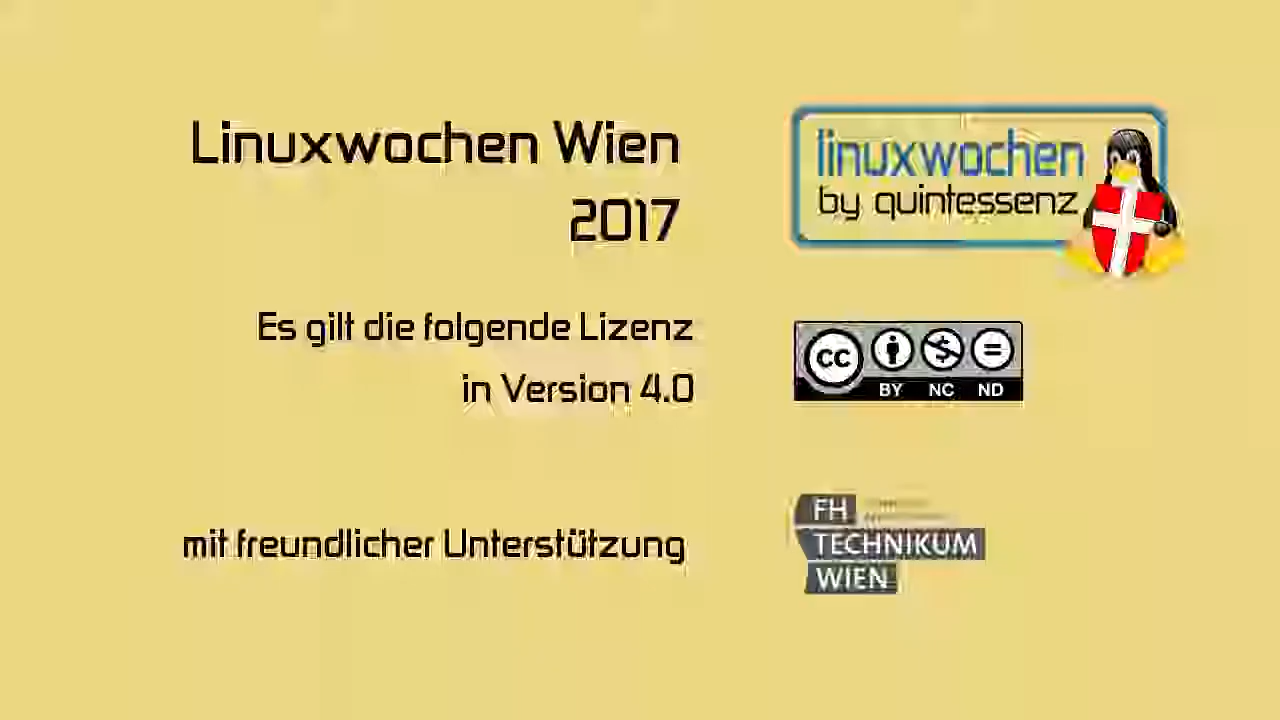 Linuxwochen Wien
2017
linuxwochen
by quintessenz
Es gilt die folgende Lizenz
in Version 4.0
cc
BY NC ND
mit freundlicher Unterstützung
FH
TECHNIKUM
WIEN